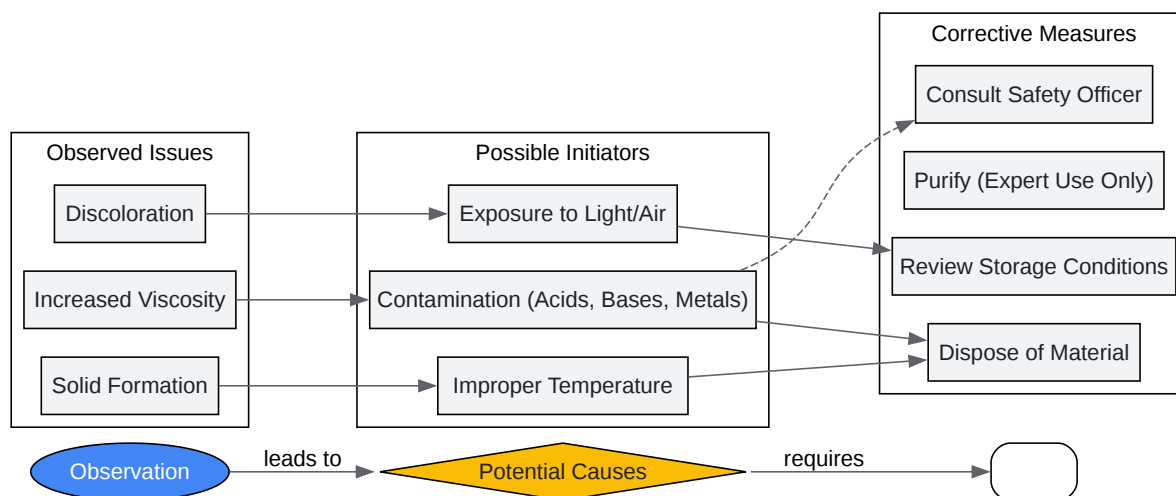 Corrective Measures
Consult Safety Officer
Observed Issues
Possible Initiators
Purify (Expert Use Only)
Discoloration
Exposure to Light/Air
Review Storage Conditions
Increased Viscosity
Contamination (Acids, Bases, Metals)
Dispose of Material
Solid Formation
Improper Temperature
Observation
leads to
Potential Causes
requires